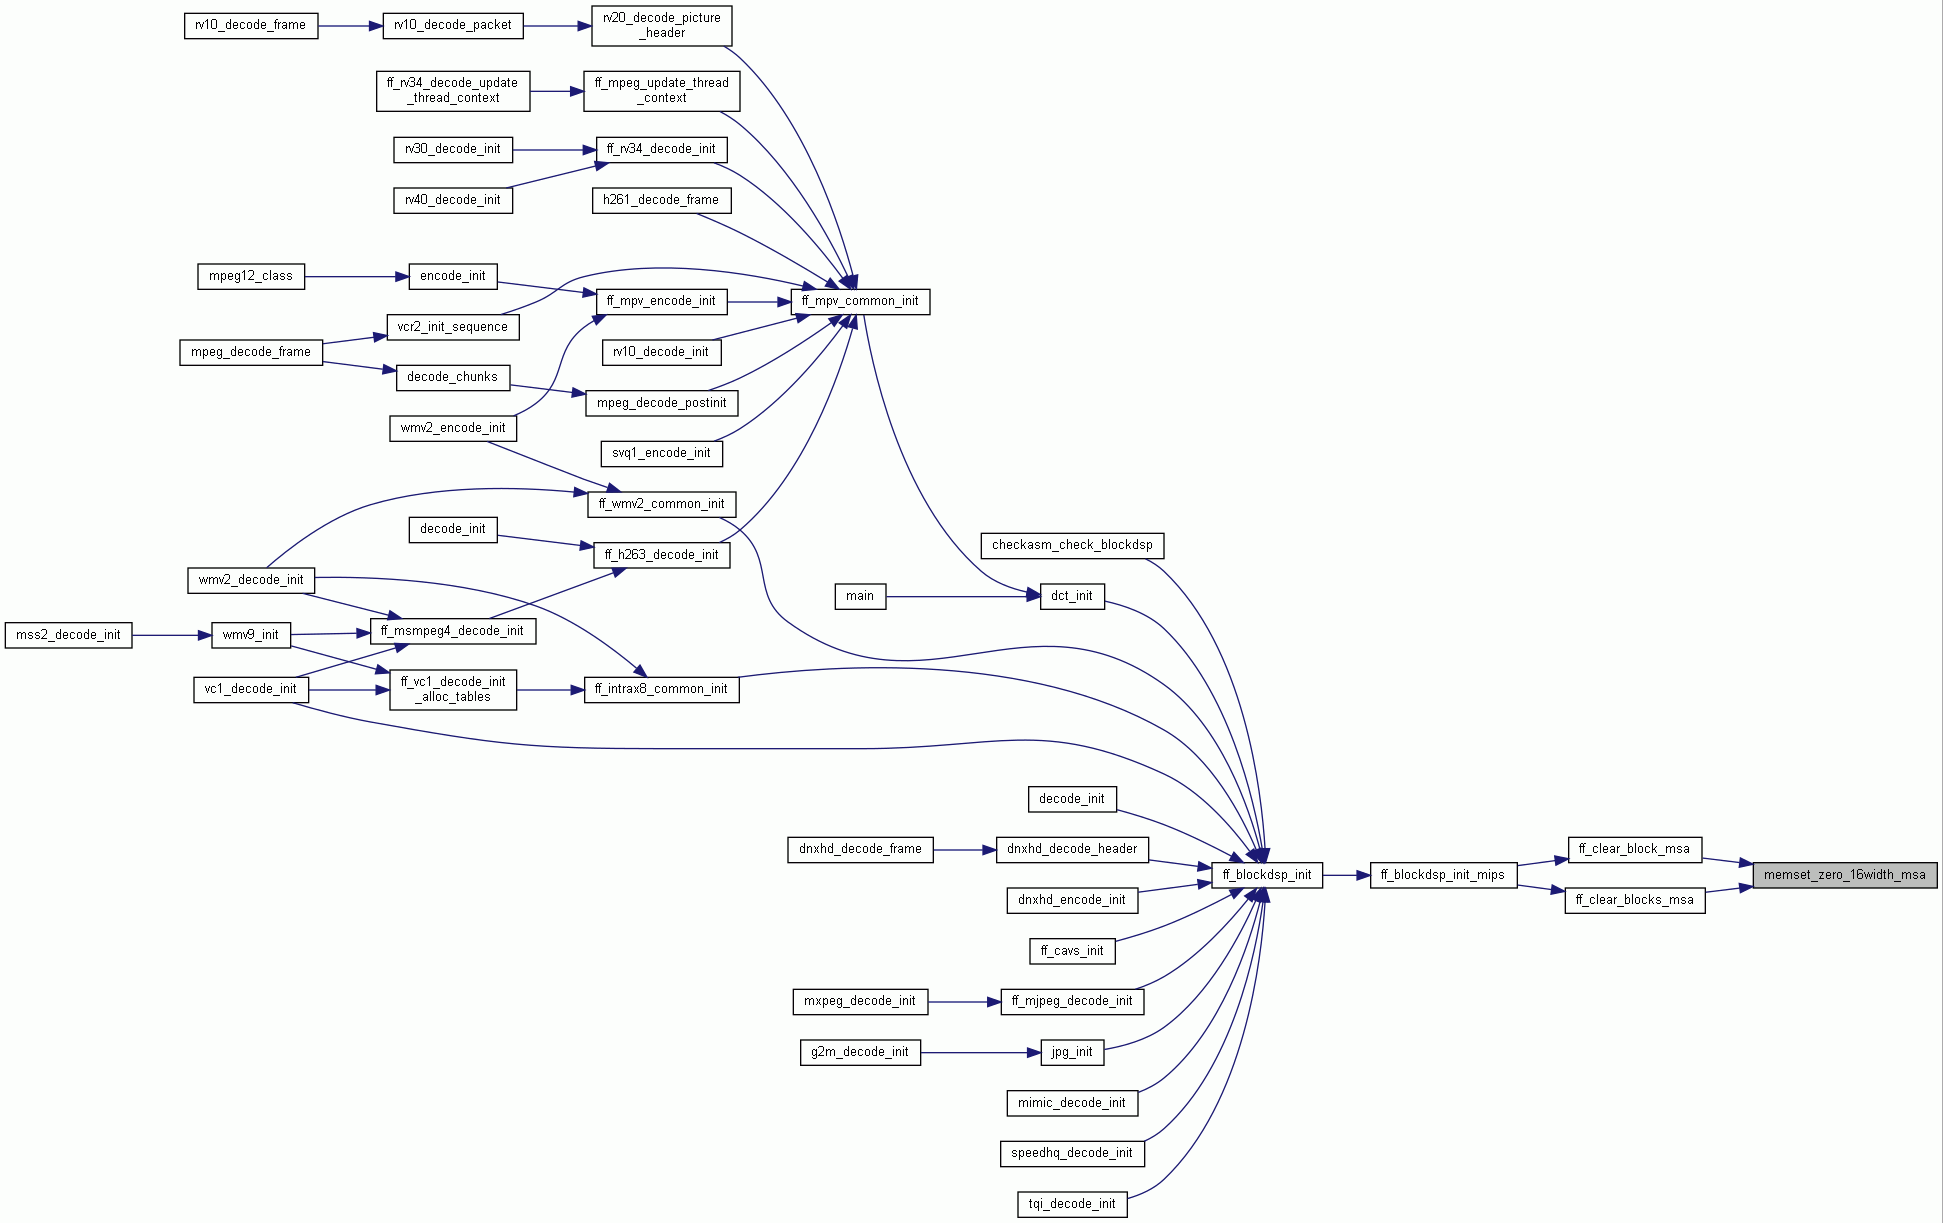 rv10_decode_frame
rv10_decode_packet
rv20_decode_picture
_header
ff_rv34_decode_update
_thread_context
ff_mpeg_update_thread
_context
rv30_decode_init
ff_rv34_decode_init
rv40_decode_init
h261_decode_frame
mpeg12_class
encode_init
ff_mpv_encode_init
ff_mpv_common_init
vcr2_init_sequence
mpeg_decode_frame
rv10_decode_init
decode_chunks
mpeg_decode_postinit
wmv2_encode_init
svq1_encode_init
ff_wmv2_common_init
decode_init
ff_h263_decode_init
checkasm_check_blockdsp
wmv2_decode_init
main
dct_init
mss2_decode_init
wmv9_init
ff_msmpeg4_decode_init
vc1_decode_init
ff_vc1_decode_init
_alloc_tables
ff_intrax8_common_init
decode_init
dnxhd_decode_frame
dnxhd_decode_header
ff_clear_block_msa
ff_blockdsp_init
ff_blockdsp_init_mips
memset_zero_16width_msa
dnxhd_encode_init
ff_clear_blocks_msa
ff_cavs_init
mxpeg_decode_init
ff_mjpeg_decode_init
g2m_decode_init
jpg_init
mimic_decode_init
speedhq_decode_init
tqi_decode_init